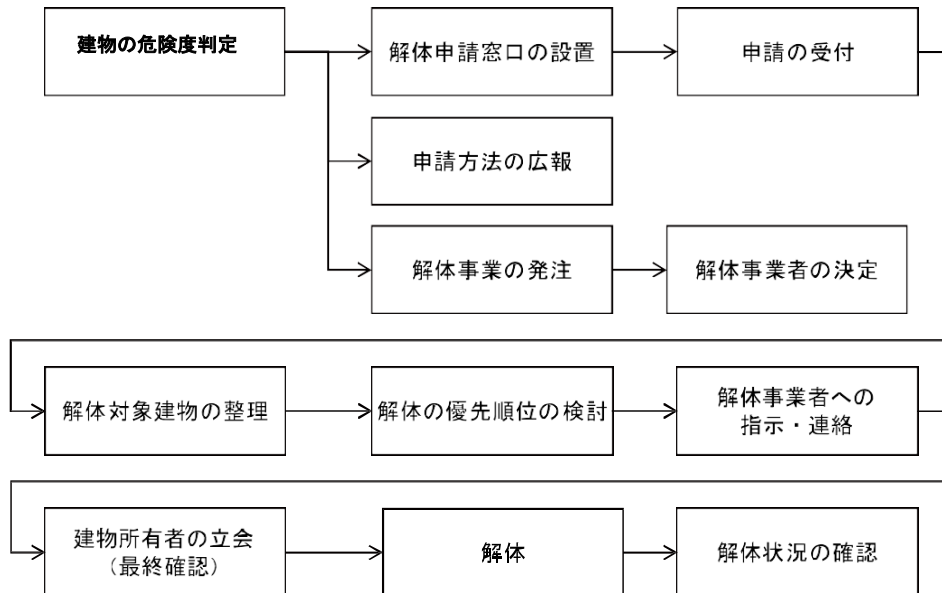 建物の危険度判定
解体申請窓口の設置
申請の受付
申請方法の広報
解体事業の発注
解体事業者の決定
解体対象建物の整理
解体の優先順位の検討
解体事業者への
指示・連絡
建物所有者の立会
（最終確認）
解体
解体状況の確認